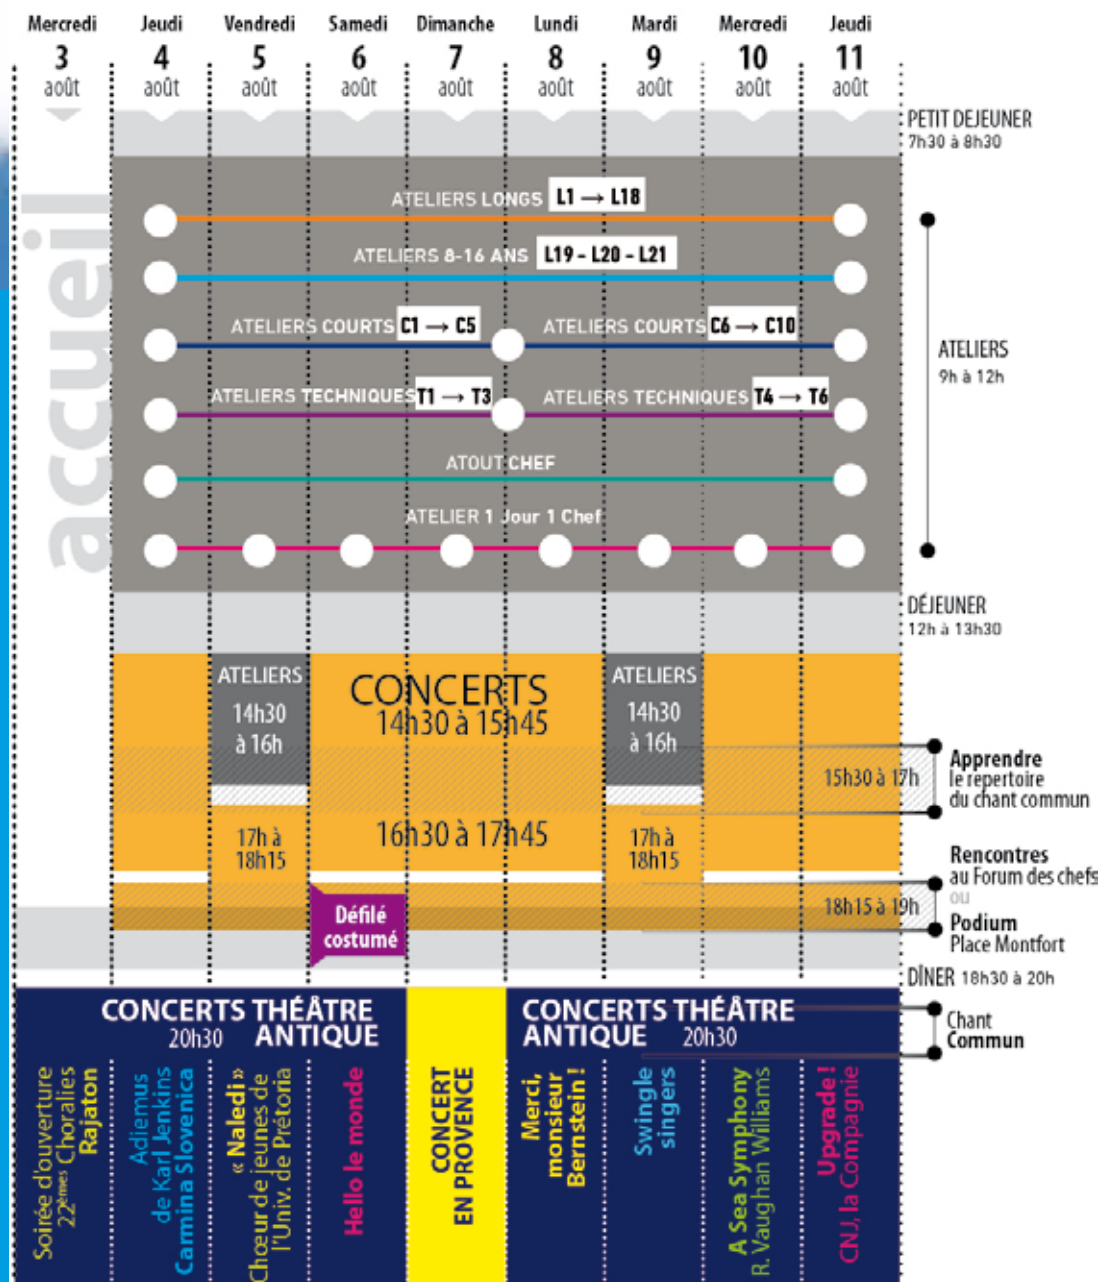 Mercredi
3
août
Jeudi
4
août
Vendredi
5
août
Samedi
6
août
Dimanche
7
août
Lundi
8
août
Mardi
9
août
Mercredi
10
août
Jeudi
11
août
PETIT DEJEUNER
7h30 à 8h30
accueil
ATELIERS LONGS L1 → L18
ATELIERS 8-16 ANS L19 - L20 - L21
ATELIERS COURTS C1 → C5
ATELIERS COURTS C6 → C10
ATELIERS TECHNIQUES T1 → T3
ATELIERS TECHNIQUES T4 → T6
ATOUT CHEF
ATELIER 1 Jour 1 Chef
ATELIERS
9h à 12h
DÉJEUNER
12h à 13h30
ATELIERS
14h30
à 16h
CONCERTS
14h30 à 15h45
ATELIERS
14h30
à 16h
15h30 à 17h
Apprendre
le repertoire
du chant commun
17h à
18h15
16h30 à 17h45
17h à
18h15
Rencontres
au Forum des chefs
ou
Podium
Place Montfort
18h15 à 19h
Défilé
costumé
DÎNER 18h30 à 20h
CONCERTS THÉÂTRE
20h30 ANTIQUE
CONCERTS THÉÂTRE
ANTIQUE 20h30
Chant
Commun
Soirée d'ouverture
22èmes Choralies
Rajaton
Adiemus
de Karl Jenkins
Carmina Slovenica
« Naledi »
Chœur de jeunes de
l'Univ. de Prétoria
Hello le monde
CONCERT
EN PROVENCE
Merci,
monsieur
Bernstein !
Swingle
singers
A Sea Symphony
R. Vaughan Williams
Upgrade !
CNJ, la Compagnie